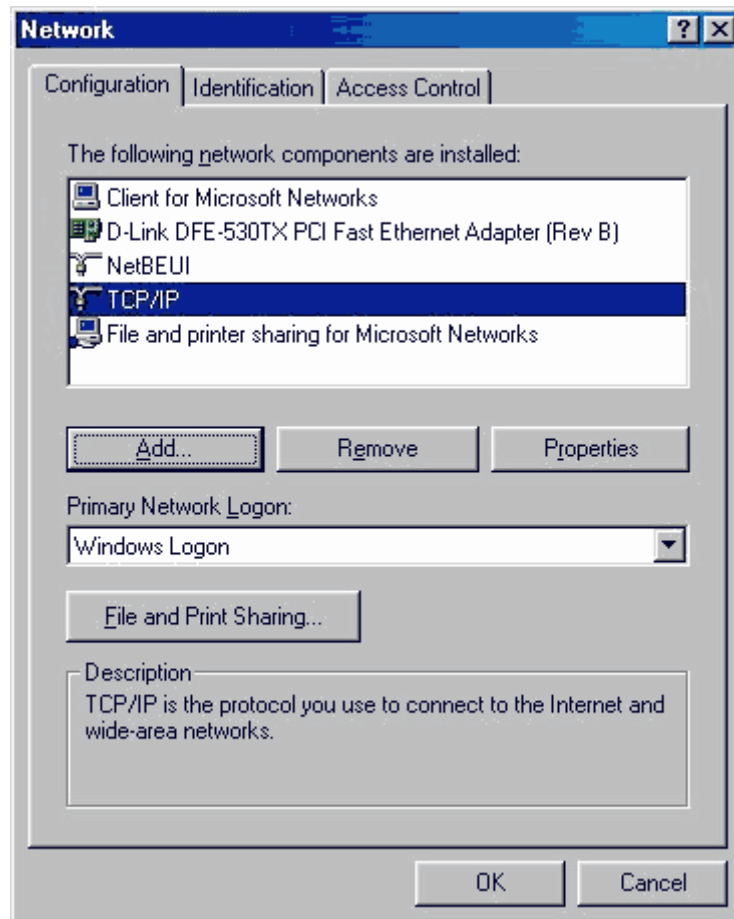 Network
Configuration Identification Access Control
The following network components are installed:
Client for Microsoft Networks
D-Link DFE-530TX PCI Fast Ethernet Adapter (Rev B)
NetBEUI
TCP/IP
File and printer sharing for Microsoft Networks
Add... Remove Properties
Primary Network Logon:
Windows Logon
File and Print Sharing...
Description
TCP/IP is the protocol you use to connect to the Internet and
wide-area networks.
OK Cancel